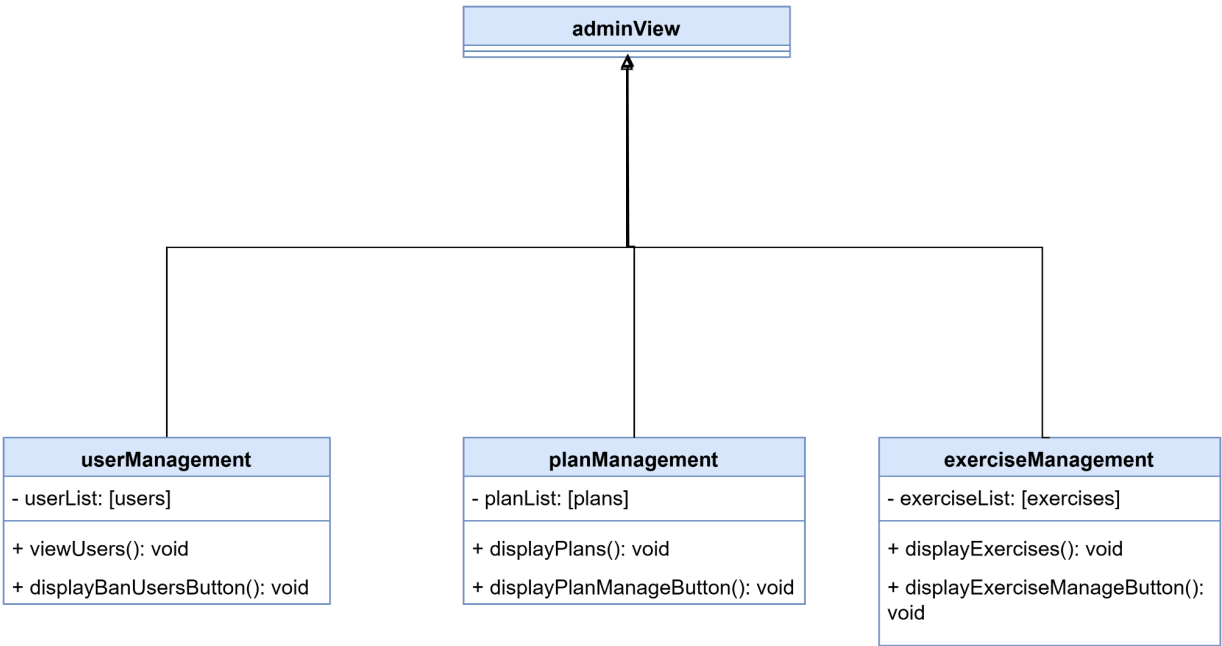 adminView
userManagement
- userList: [users]
+ viewUsers(): void
+ displayBanUsersButton(): void
planManagement
- planList: [plans]
+ displayPlans(): void
+ displayPlanManageButton(): void
exerciseManagement
- exerciseList: [exercises]
+ displayExercises(): void
+ displayExerciseManageButton():
void